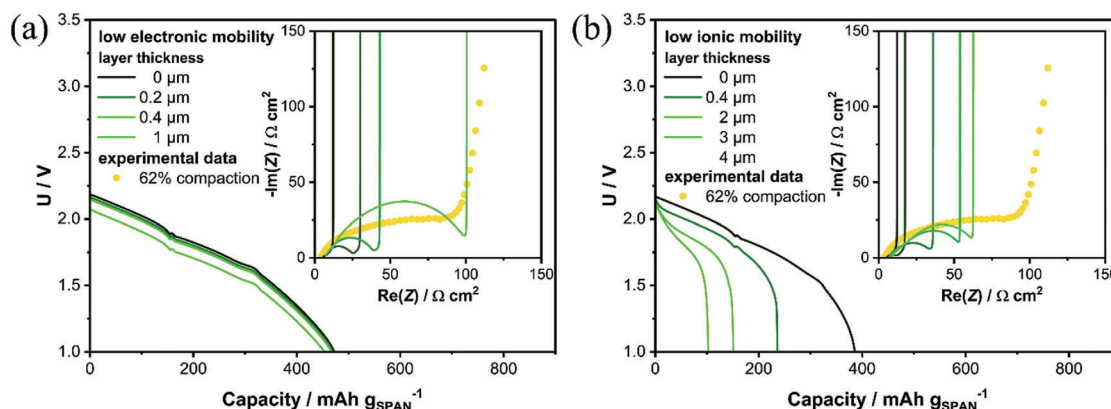 (a)
low electronic mobility
layer thickness
0 µm
0.2 µm
0.4 µm
1 µm
experimental data
62% compaction
3.5
3.0
2.5
2.0
1.5
1.0
U / V
0
200
400
600
800
Capacity / mAh gSPAN-1
150
100
50
0
-Im(Z) / Ω cm2
0
50
100
150
Re(Z) / Ω cm2
(b)
low ionic mobility
layer thickness
0 µm
0.4 µm
2 µm
3 µm
4 µm
experimental data
62% compaction
3.5
3.0
2.5
2.0
1.5
1.0
U / V
0
200
400
600
800
Capacity / mAh gSPAN-1
150
100
50
0
-Im(Z) / Ω cm2
0
50
100
150
Re(Z) / Ω cm2